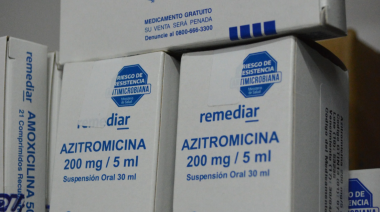 MEDICAMENTO GRATUITO
SU VENTA SERÁ PENADA
Denuncie al 0800-666-3300
remediar
AMOXICILINA 50
21 Comprimidos Recu
RIESGO DE
RESISTENCIA
ANTIMICROBIANA
remediar
AZITROMICINA
200 mg / 5 ml
Suspensión Oral 30 ml
RIESGO DE
RESISTENCIA
ANTIMICROBIANA
remediar
AZITROMICINA
200 mg / 5 ml
Suspensión Oral 30 ml